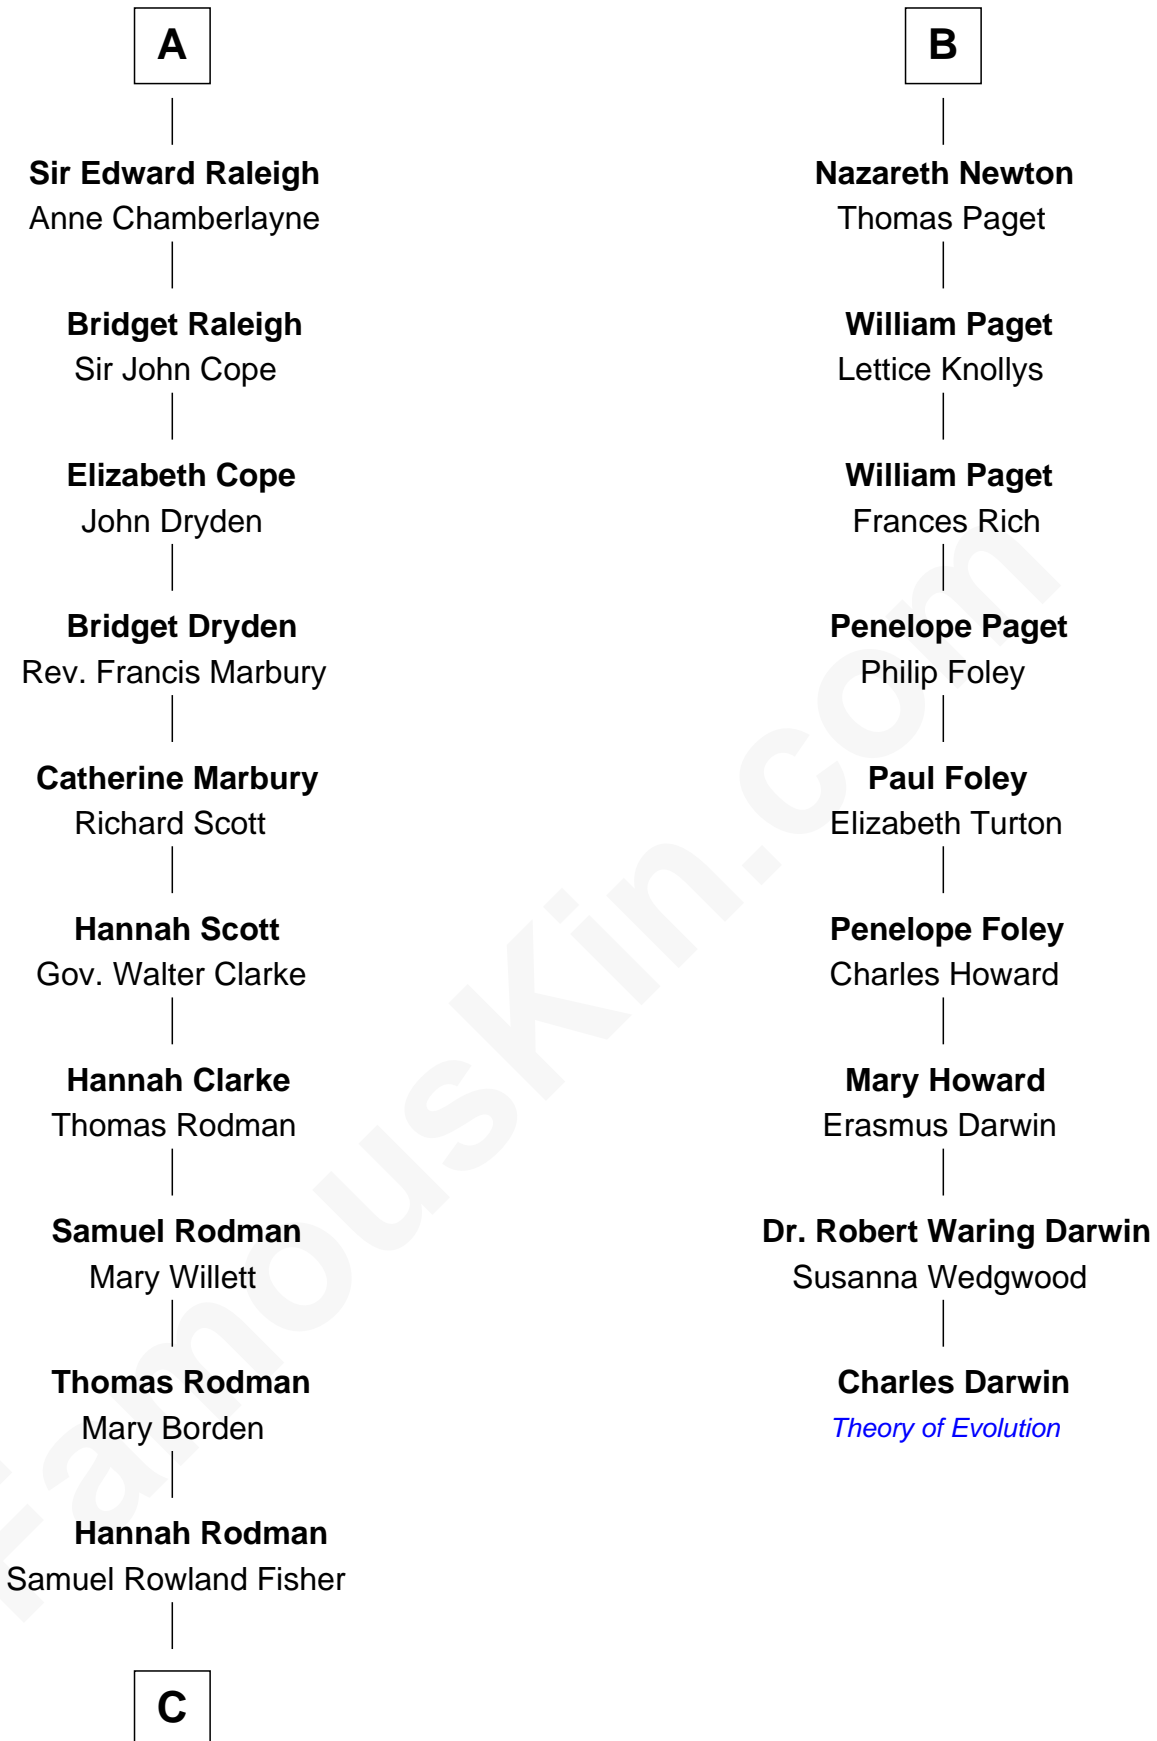 A
Sir Edward Raleigh
Anne Chamberlayne
Bridget Raleigh
Sir John Cope
Elizabeth Cope
John Dryden
Bridget Dryden
Rev. Francis Marbury
Catherine Marbury
Richard Scott
Hannah Scott
Gov. Walter Clarke
Hannah Clarke
Thomas Rodman
Samuel Rodman
Mary Willett
Thomas Rodman
Mary Borden
Hannah Rodman
Samuel Rowland Fisher
C
B
Nazareth Newton
Thomas Paget
William Paget
Lettice Knollys
William Paget
Frances Rich
Penelope Paget
Philip Foley
Paul Foley
Elizabeth Turton
Penelope Foley
Charles Howard
Mary Howard
Erasmus Darwin
Dr. Robert Waring Darwin
Susanna Wedgwood
Charles Darwin
Theory of Evolution
FamousKin.com